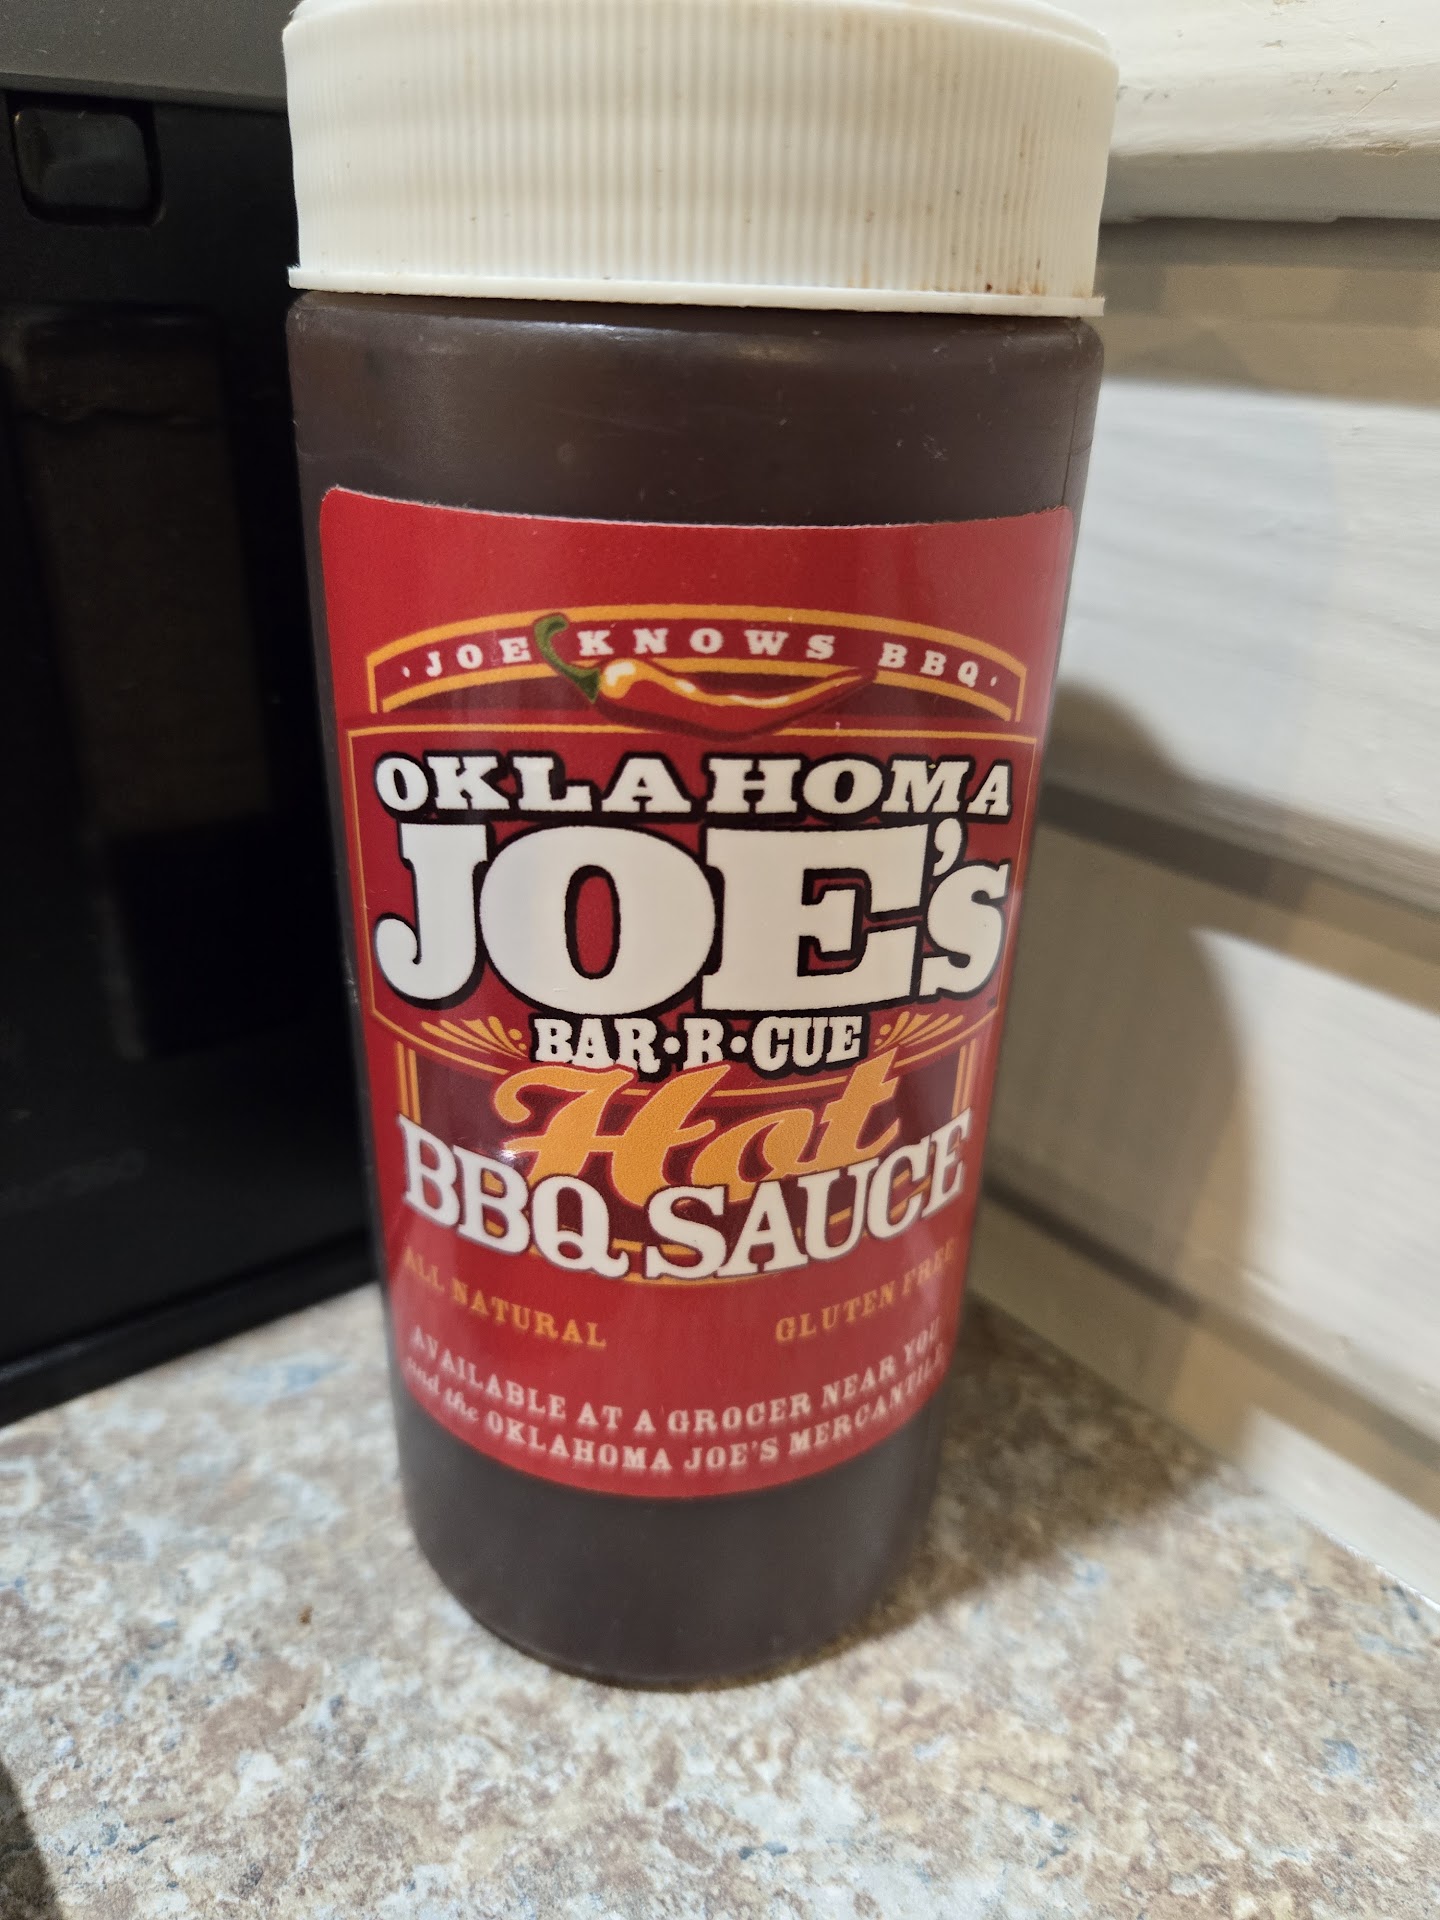 · JOE KNOWS BBQ ·
OKLAHOMA
JOE'S
BAR·B·CUE
Hot
BBQ SAUCE
ALL NATURAL GLUTEN FREE
AVAILABLE AT A GROCER NEAR YOU
and the OKLAHOMA JOE'S MERCANTILE